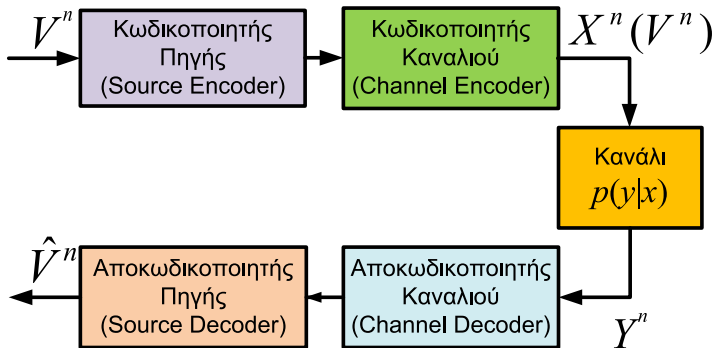 V^n
Κωδικοποιητής
Πηγής
(Source Encoder)
Κωδικοποιητής
Καναλιού
(Channel Encoder)
X^n(V^n)
Κανάλι
p(y|x)
Y^n
Αποκωδικοποιητής
Καναλιού
(Channel Decoder)
Αποκωδικοποιητής
Πηγής
(Source Decoder)
V̂^n